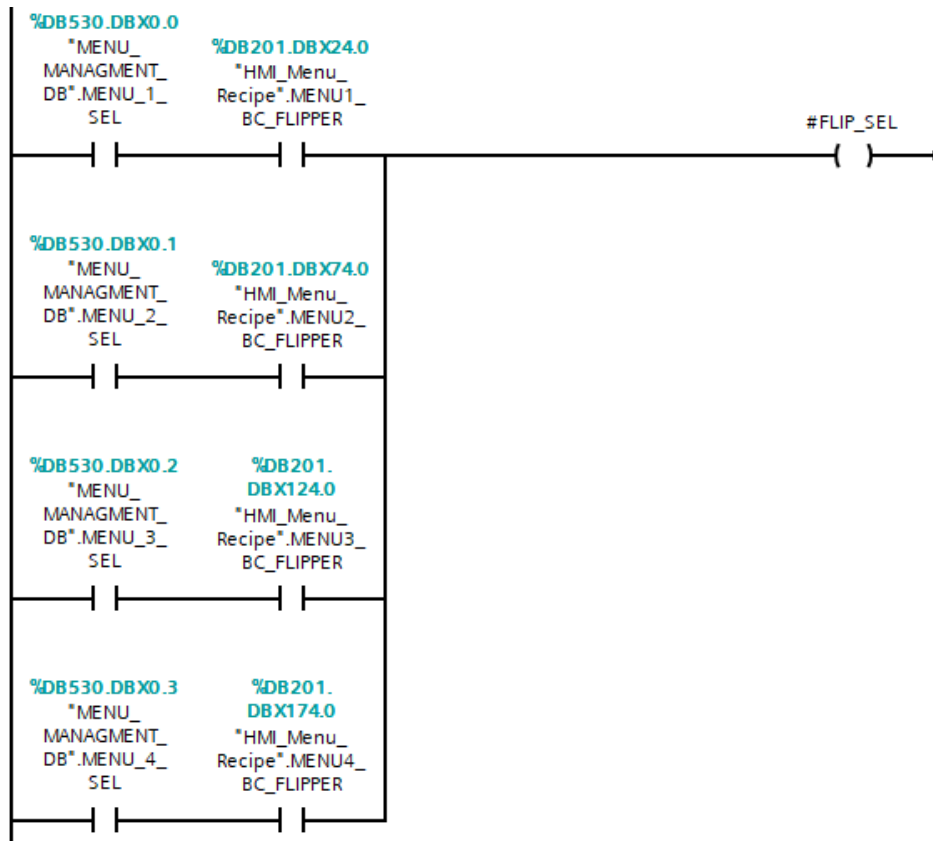 %DB530.DBX0.0
"MENU_
MANAGMENT_
DB".MENU_1_
SEL
%DB201.DBX24.0
"HMI_Menu_
Recipe".MENU1_
BC_FLIPPER
#FLIP_SEL
%DB530.DBX0.1
"MENU_
MANAGMENT_
DB".MENU_2_
SEL
%DB201.DBX74.0
"HMI_Menu_
Recipe".MENU2_
BC_FLIPPER
%DB530.DBX0.2
"MENU_
MANAGMENT_
DB".MENU_3_
SEL
%DB201.
DBX124.0
"HMI_Menu_
Recipe".MENU3_
BC_FLIPPER
%DB530.DBX0.3
"MENU_
MANAGMENT_
DB".MENU_4_
SEL
%DB201.
DBX174.0
"HMI_Menu_
Recipe".MENU4_
BC_FLIPPER